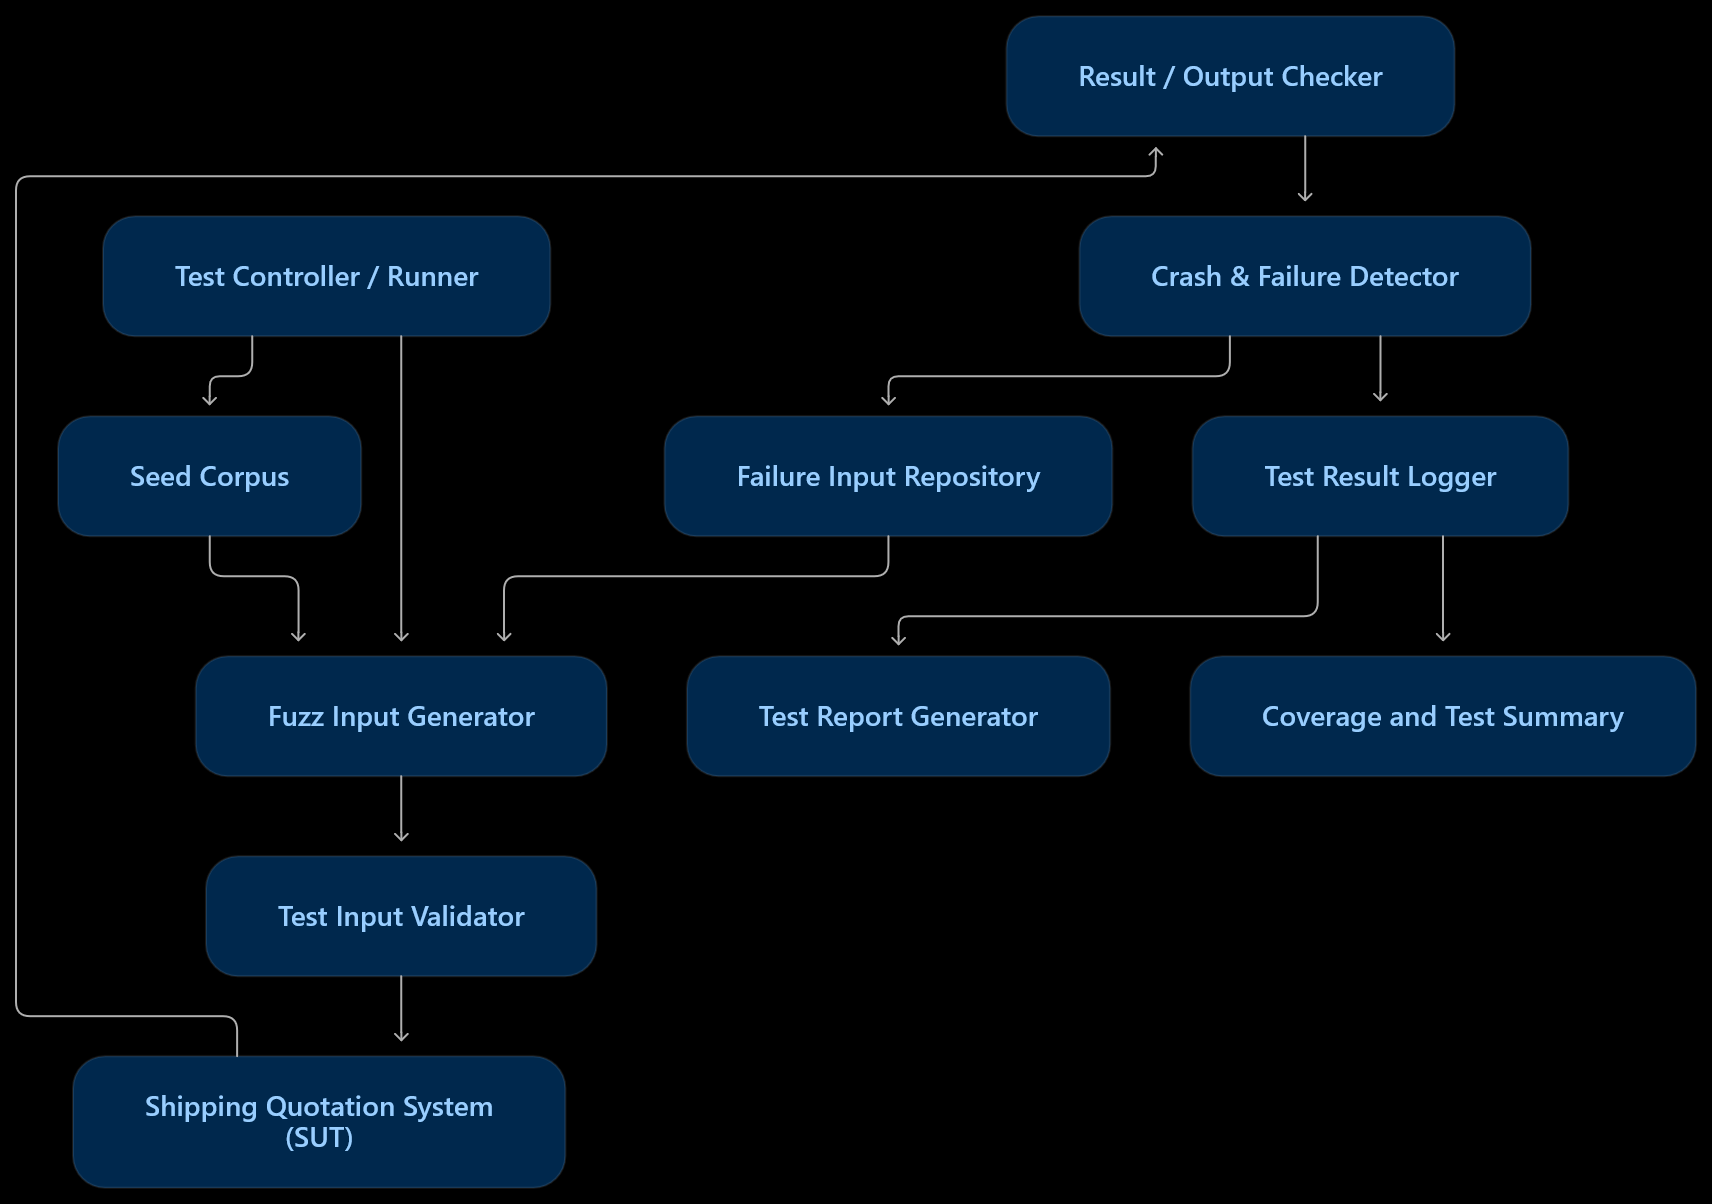 Result / Output Checker
Test Controller / Runner
Crash & Failure Detector
Seed Corpus
Failure Input Repository
Test Result Logger
Fuzz Input Generator
Test Report Generator
Coverage and Test Summary
Test Input Validator
Shipping Quotation System
(SUT)